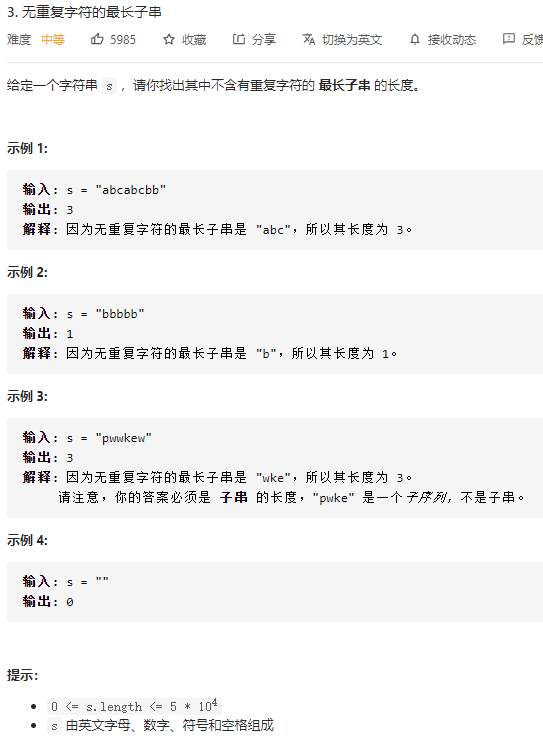 3. 无重复字符的最长子串
难度 中等 5985 收藏 分享 切换为英文 接收动态 反馈
给定一个字符串 s ，请你找出其中不含有重复字符的 最长子串 的长度。
示例 1:
输入: s = "abcabcbb"
输出: 3
解释: 因为无重复字符的最长子串是 "abc"，所以其长度为 3。
示例 2:
输入: s = "bbbbb"
输出: 1
解释: 因为无重复字符的最长子串是 "b"，所以其长度为 1。
示例 3:
输入: s = "pwwkew"
输出: 3
解释: 因为无重复字符的最长子串是 "wke"，所以其长度为 3。
请注意，你的答案必须是 子串 的长度，"pwke" 是一个子序列，不是子串。
示例 4:
输入: s = ""
输出: 0
提示：
0 <= s.length <= 5 * 10⁴
s 由英文字母、数字、符号和空格组成